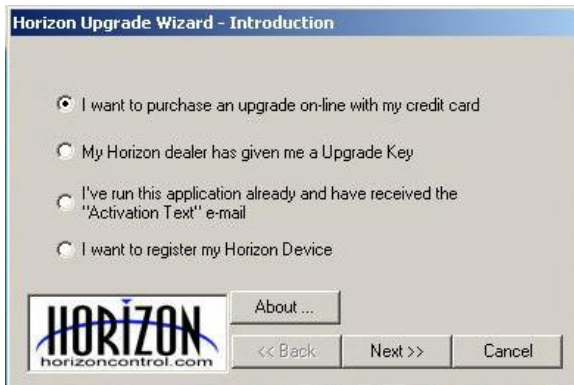 Horizon Upgrade Wizard - Introduction
I want to purchase an upgrade on-line with my credit card
My Horizon dealer has given me a Upgrade Key
I've run this application already and have received the
"Activation Text" e-mail
I want to register my Horizon Device
HORIZON
horizoncontrol.com
About ...
<< Back
Next >>
Cancel